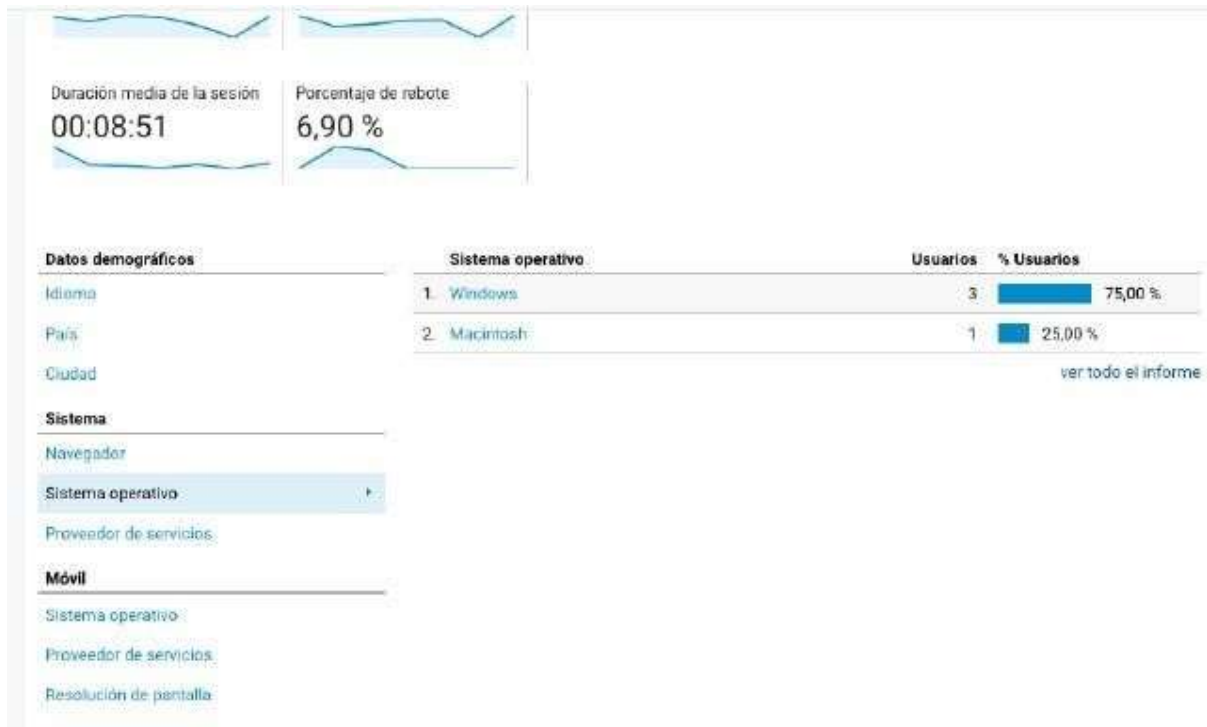 Duración media de la sesión
00:08:51
Porcentaje de rebote
6,90 %
Datos demográficos
Idioma
País
Ciudad
Sistema
Navegador
Sistema operativo
Proveedor de servicios
Móvil
Sistema operativo
Proveedor de servicios
Resolución de pantalla
Sistema operativo Usuarios % Usuarios
1. Windows 3 75,00 %
2. Macintosh 1 25,00 %
ver todo el informe